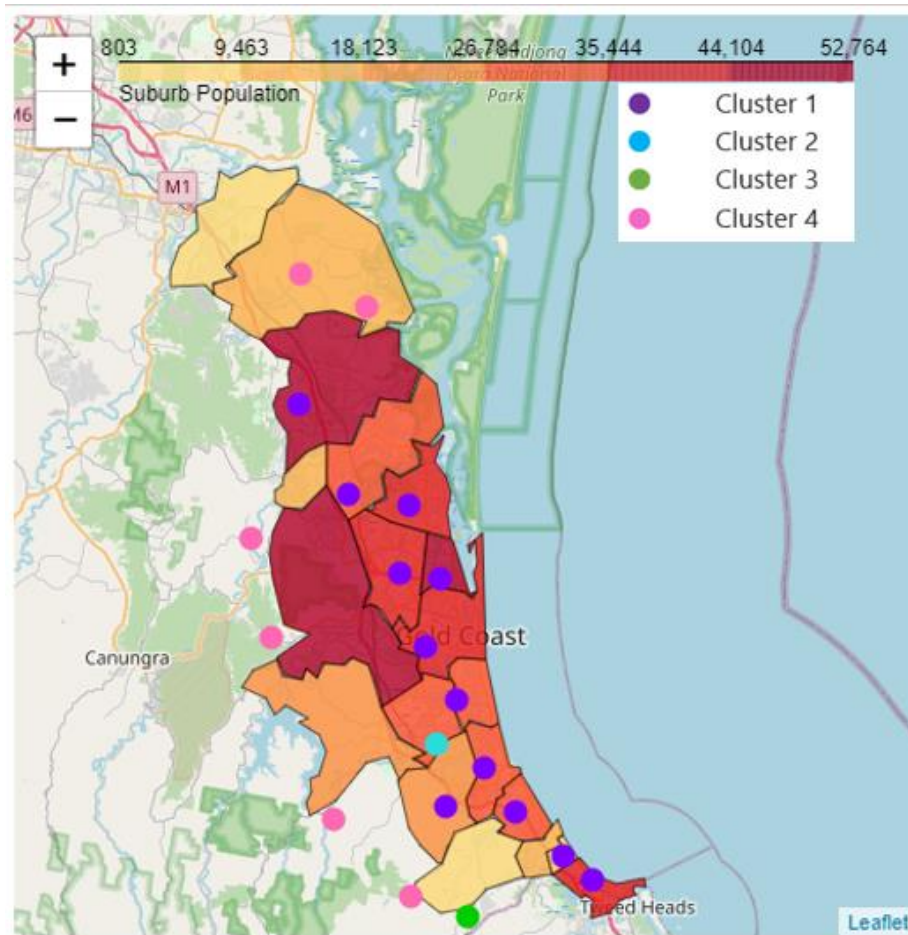 +
803 9,463 18,123 26,784 35,444 44,104 52,764
Park
Suburb Population
−
M6
Cluster 1
Cluster 2
Cluster 3
Cluster 4
M1
Gold Coast
Canungra
Tweed Heads
Leaflet